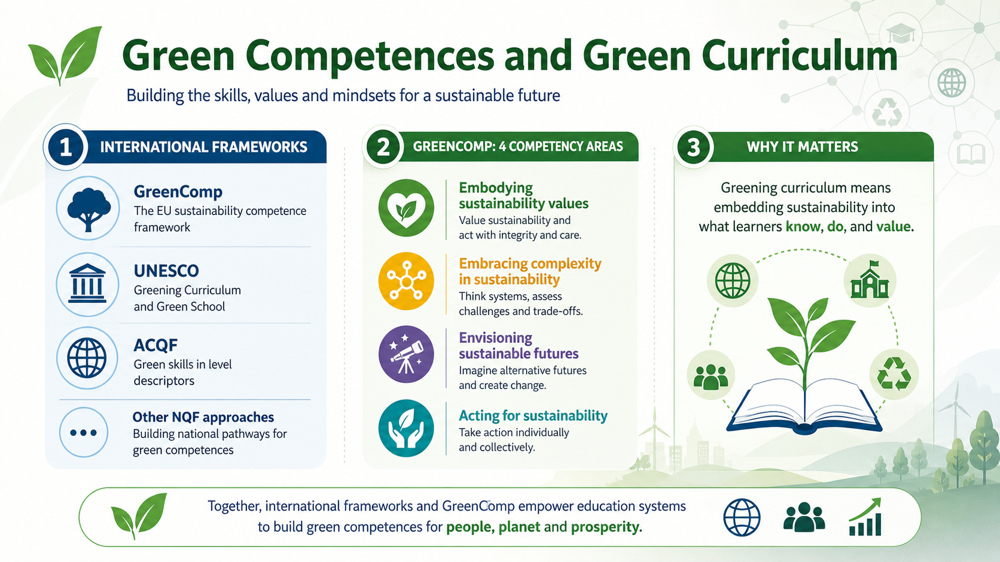 Green Competences and Green Curriculum
Building the skills, values and mindsets for a sustainable future
1 INTERNATIONAL FRAMEWORKS
GreenComp
The EU sustainability competence
framework
UNESCO
Greening Curriculum
and Green School
ACQF
Green skills in level
descriptors
Other NQF approaches
Building national pathways for
green competences
2 GREENCOMP: 4 COMPETENCY AREAS
Embodying
sustainability values
Value sustainability and
act with integrity and care.
Embracing complexity
in sustainability
Think systems, assess
challenges and trade-offs.
Envisioning
sustainable futures
Imagine alternative futures
and create change.
Acting for sustainability
Take action individually
and collectively.
3 WHY IT MATTERS
Greening curriculum means
embedding sustainability into
what learners know, do, and value.
Together, international frameworks and GreenComp empower education systems
to build green competences for people, planet and prosperity.